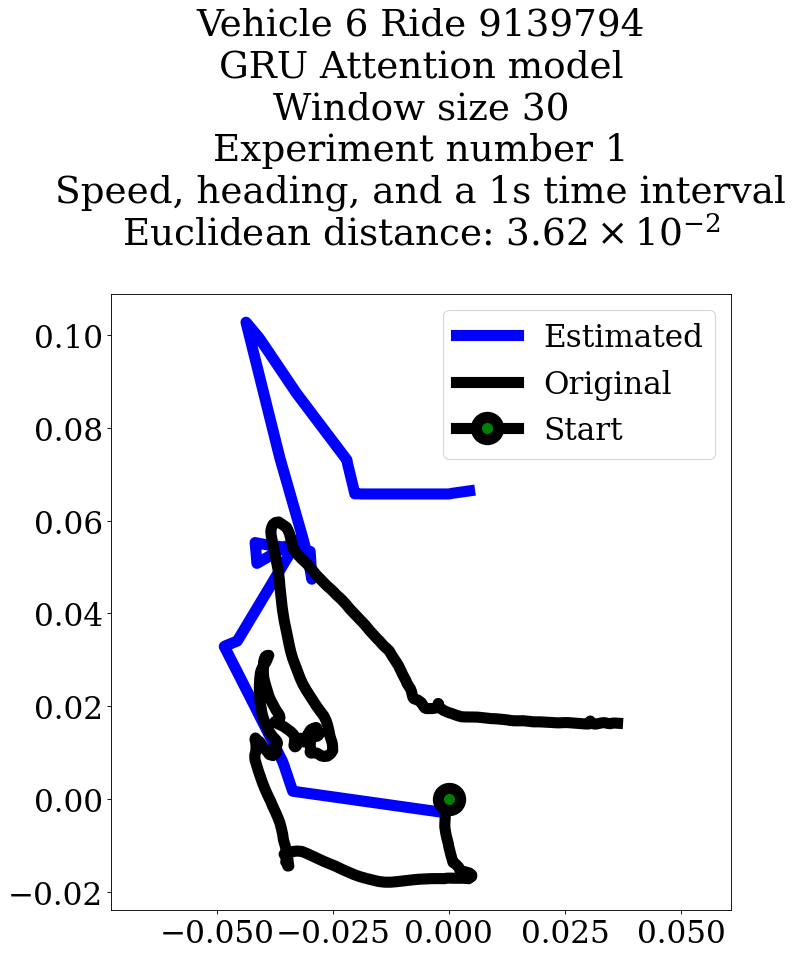 Vehicle 6 Ride 9139794
GRU Attention model
Window size 30
Experiment number 1
Speed, heading, and a 1s time interval
Euclidean distance: 3.62 × 10⁻²
Estimated
Original
Start
0.10
0.08
0.06
0.04
0.02
0.00
−0.02
−0.050 −0.025 0.000 0.025 0.050